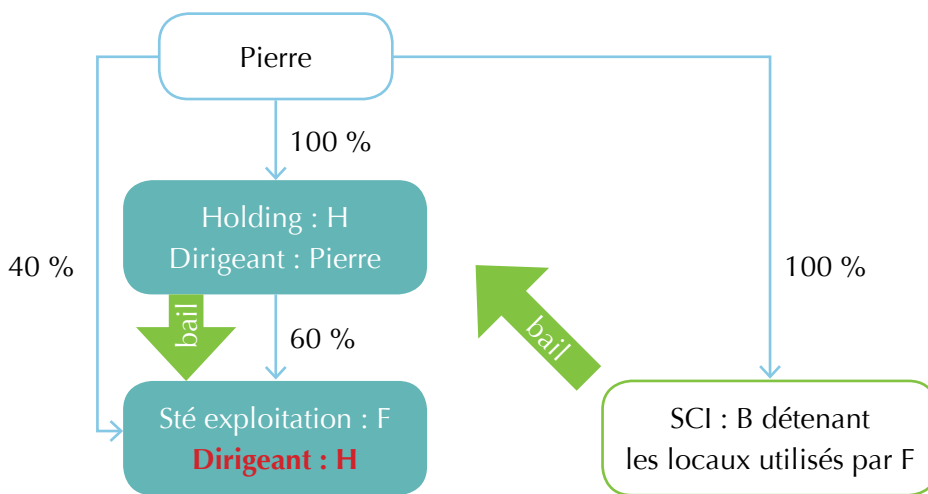 Pierre
100 %
Holding : H
Dirigeant : Pierre
40 %
100 %
bail
60 %
bail
Sté exploitation : F
Dirigeant : H
SCI : B détenant
les locaux utilisés par F